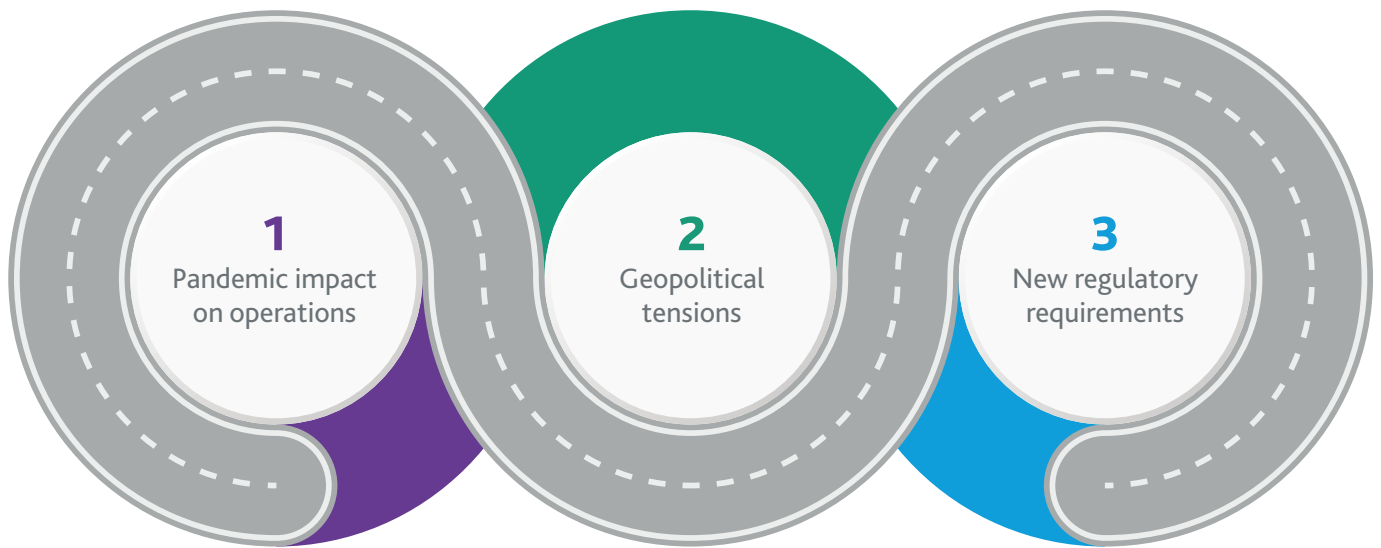 1
Pandemic impact
on operations
2
Geopolitical
tensions
3
New regulatory
requirements